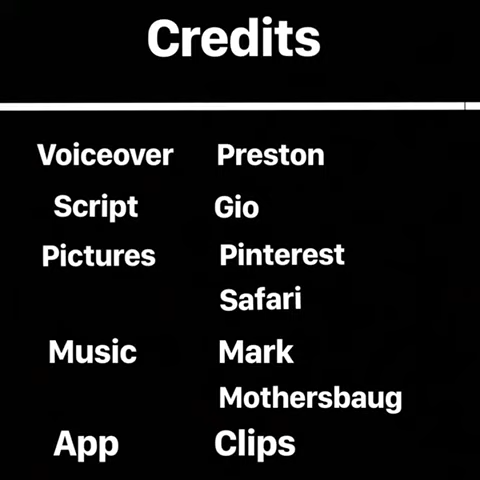 Credits
Voiceover Preston
Script Gio
Pictures Pinterest
Safari
Music Mark
Mothersbaug
App Clips